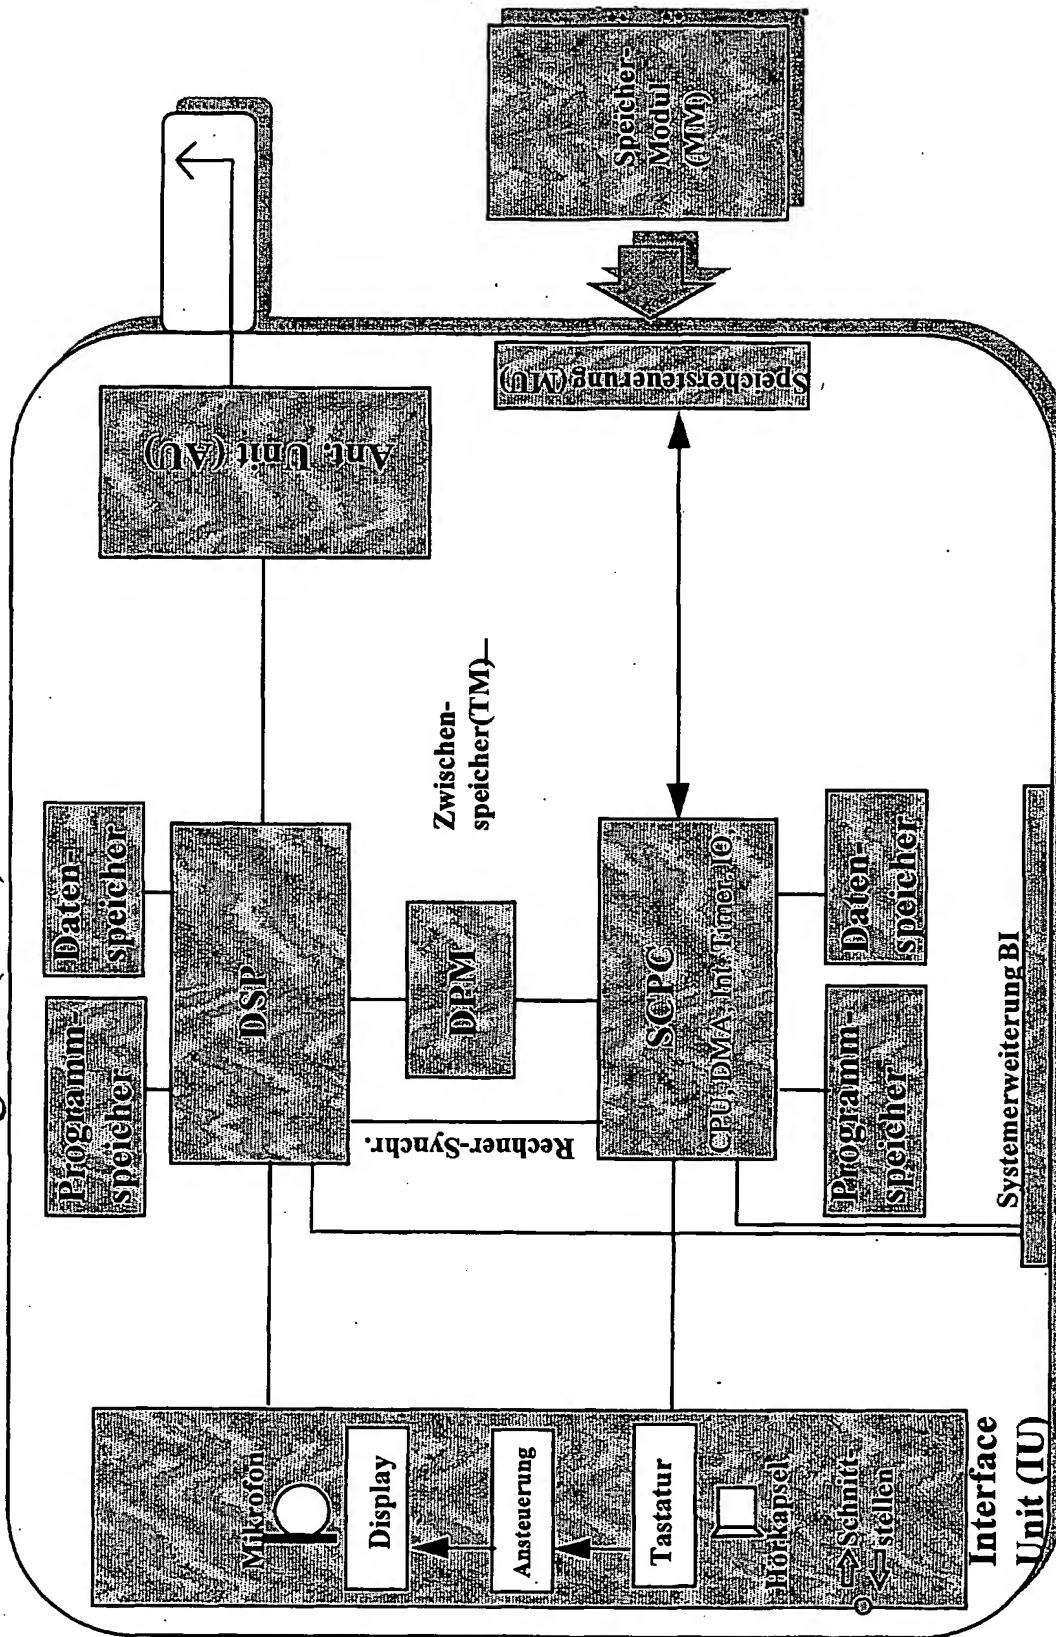 Speicher-
Modul
(MM)
Ant. Unit (AU)
Speichersteuerung(MU)
Daten-
speicher
Programm-
speicher
DSP
Zwischen-
speicher(TM)
DPM
Rechner-Synchr.
SCPC
CPU, DMA, Int. Timer, IO
Daten-
speicher
Programm-
speicher
Systemerweiterung BI
Mikrofon
Display
Ansteuerung
Tastatur
Hörkapsel
Schnitt-
stellen
Interface
Unit (IU)